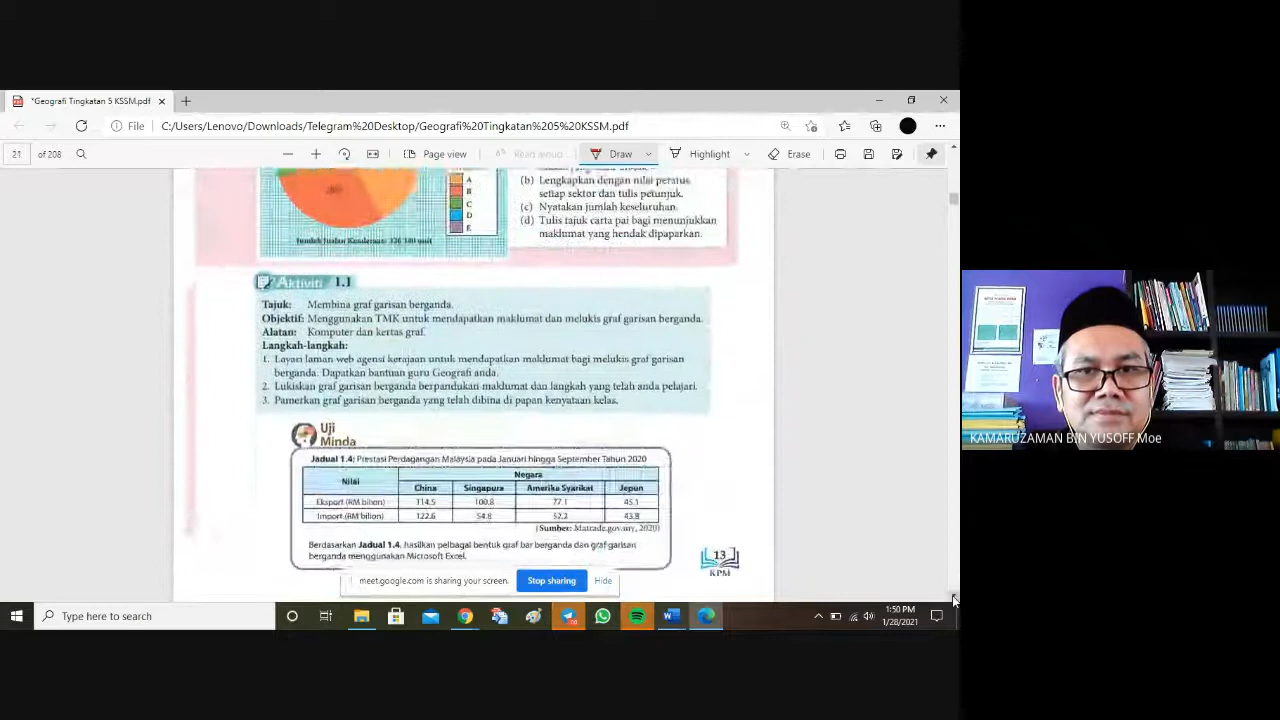 *Geografi Tingkatan 5 KSSM.pdf
File
C:/Users/Lenovo/Downloads/Telegram%20Desktop/Geografi%20Tingkatan%205%20KSSM.pdf
21 of 208
Page view
Read aloud
Draw
Highlight
Erase
A
B
C
D
E
Jumlah Jualan Kenderaan: 326 140 unit
(b) Lengkapkan dengan nilai peratus
setiap sektor dan tulis petunjuk.
(c) Nyatakan jumlah keseluruhan.
(d) Tulis tajuk carta pai bagi menunjukkan
maklumat yang hendak dipaparkan.
Aktiviti 1.1
Tajuk: Membina graf garisan berganda.
Objektif: Menggunakan TMK untuk mendapatkan maklumat dan melukis graf garisan berganda.
Alatan: Komputer dan kertas graf.
Langkah-langkah:
1. Layari laman web agensi kerajaan untuk mendapatkan maklumat bagi melukis graf garisan
berganda. Dapatkan bantuan guru Geografi anda.
2. Lukiskan graf garisan berganda berpandukan maklumat dan langkah yang telah anda pelajari.
3. Pamerkan graf garisan berganda yang telah dibina di papan kenyataan kelas.
Uji
Minda
Jadual 1.4: Prestasi Perdagangan Malaysia pada Januari hingga September Tahun 2020
Nilai Negara
China Singapura Amerika Syarikat Jepun
Eksport (RM bilion) 114.5 100.8 77.1 45.1
Import (RM bilion) 122.6 54.8 52.2 43.8
(Sumber: Matrade.gov.my, 2020)
Berdasarkan Jadual 1.4, hasilkan pelbagai bentuk graf bar berganda dan graf garisan
berganda menggunakan Microsoft Excel.
13
KPM
meet.google.com is sharing your screen.
Stop sharing
Hide
Type here to search
1:50 PM
1/28/2021
KAMARUZAMAN BIN YUSOFF Moe